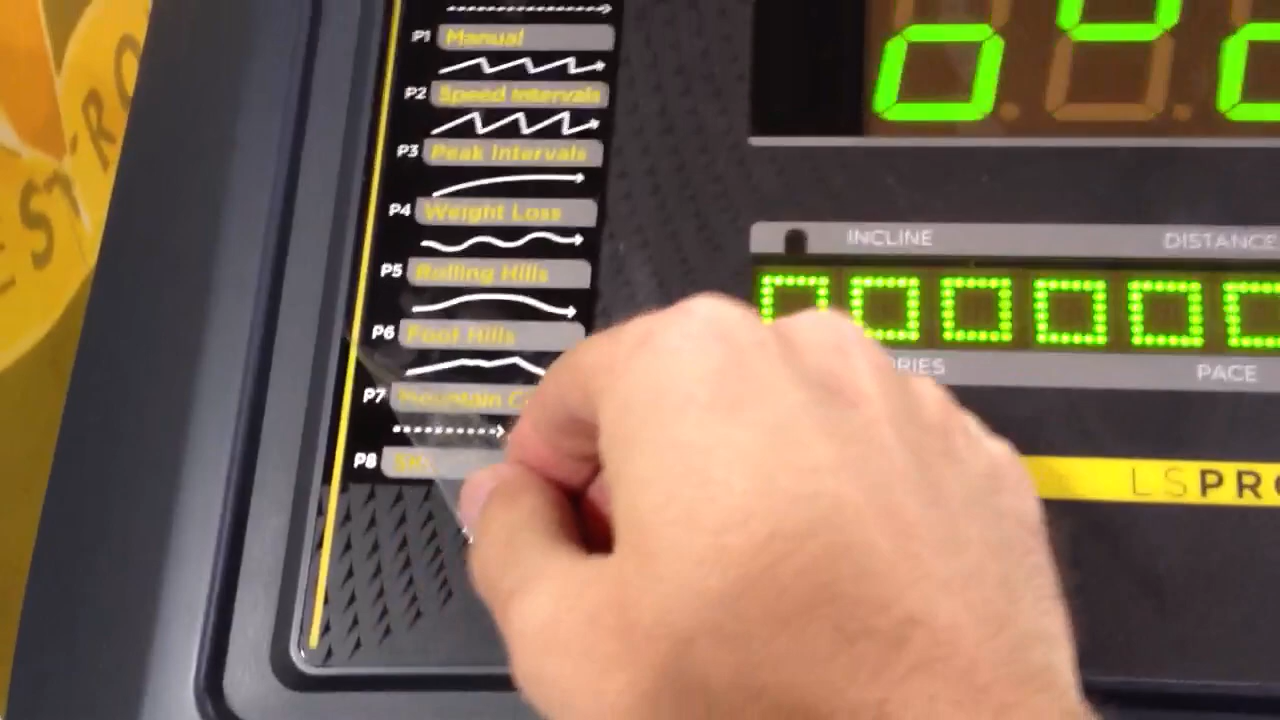 P1 Manual
P2 Speed Intervals
P3 Peak Intervals
P4 Weight Loss
P5 Rolling Hills
P6 Foot Hills
P7 Mountain
P8
INCLINE DISTANCE
PACE
LSPRO